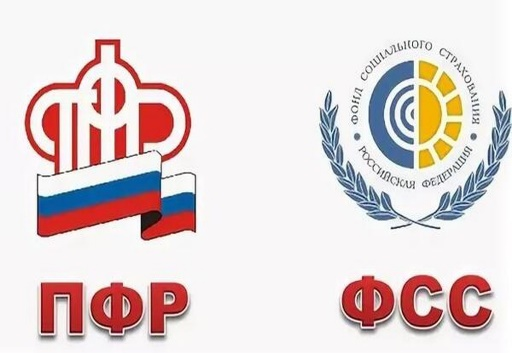 ФОНД СОЦИАЛЬНОГО СТРАХОВАНИЯ
РОССИЙСКАЯ ФЕДЕРАЦИЯ
ПФР
ФСС